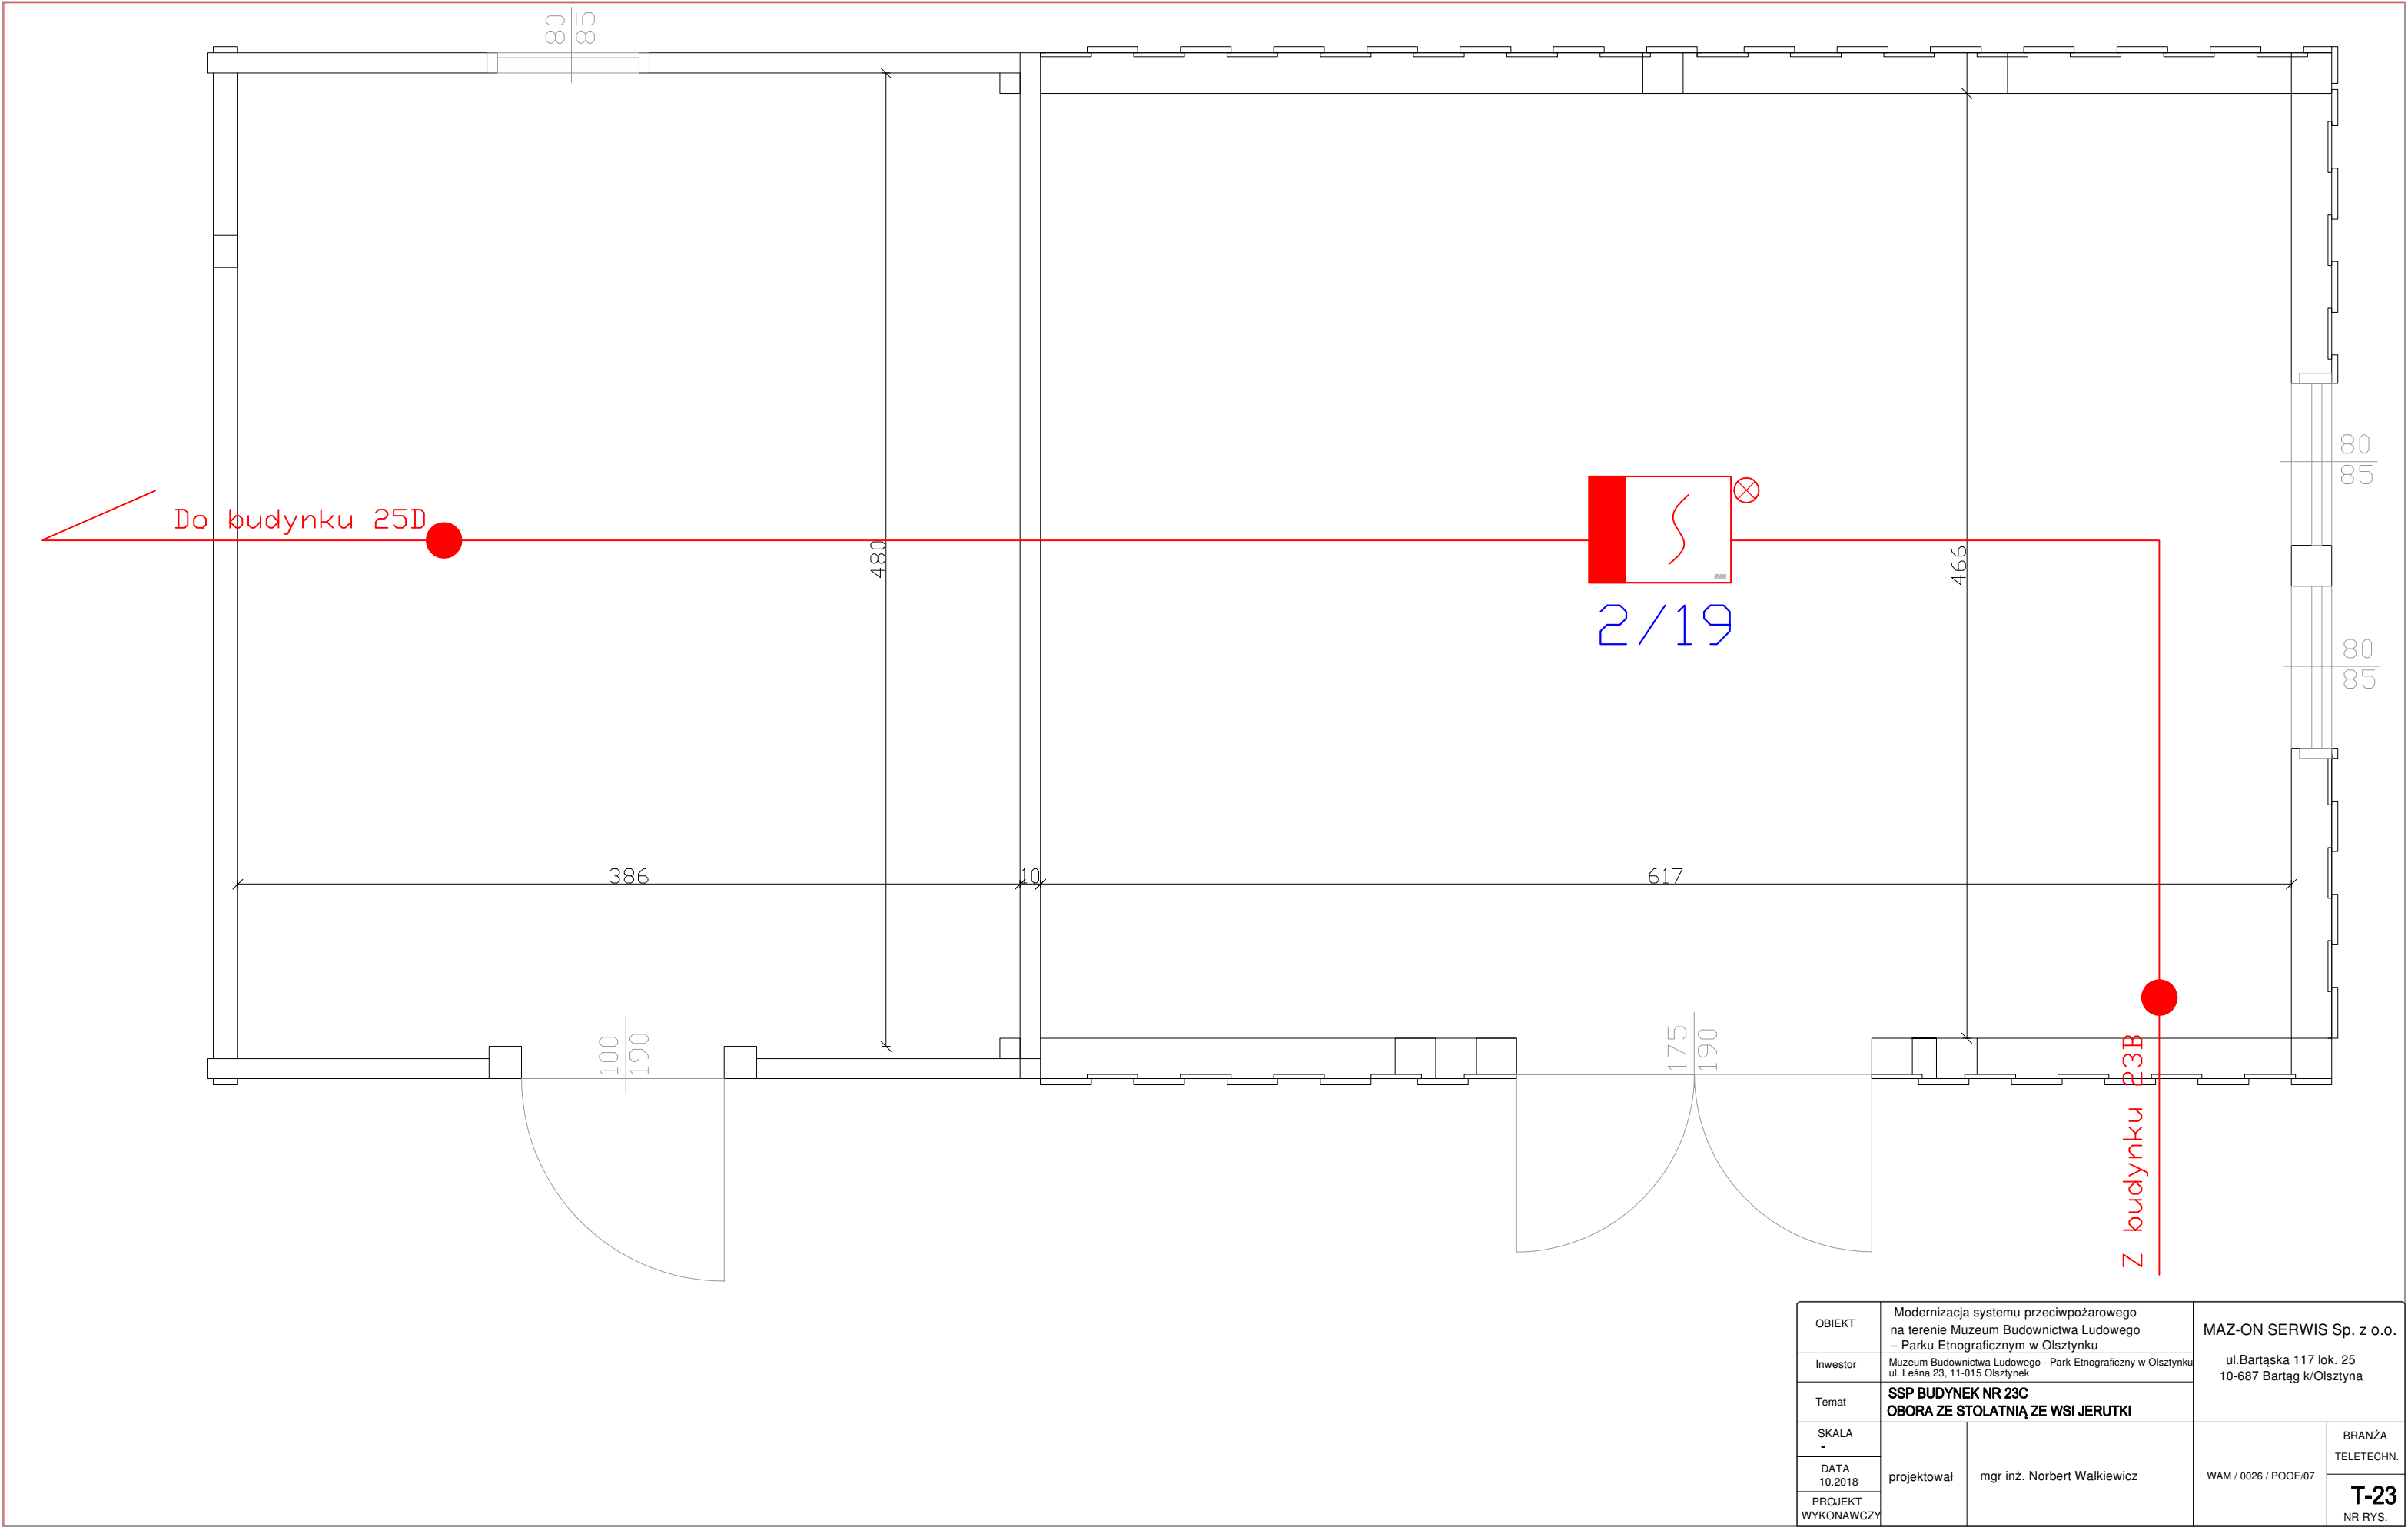 80
85
Do budynku 25D
480
466
80
85
2/19
80
85
386
10
617
100
190
175
190
Z budynku 23B
OBIEKT
Modernizacja systemu przeciwpożarowego
na terenie Muzeum Budownictwa Ludowego
– Parku Etnograficznym w Olsztynku
MAZ-ON SERWIS Sp. z o.o.
ul.Bartąska 117 lok. 25
10-687 Bartąg k/Olsztyna
Inwestor
Muzeum Budownictwa Ludowego - Park Etnograficzny w Olsztynku
ul. Leśna 23, 11-015 Olsztynek
Temat
SSP BUDYNEK NR 23C
OBORA ZE STOLATNIĄ ZE WSI JERUTKI
SKALA
-
DATA
10.2018
PROJEKT
WYKONAWCZY
projektował
mgr inż. Norbert Walkiewicz
WAM / 0026 / POOE/07
BRANŻA
TELETECHN.
T-23
NR RYS.